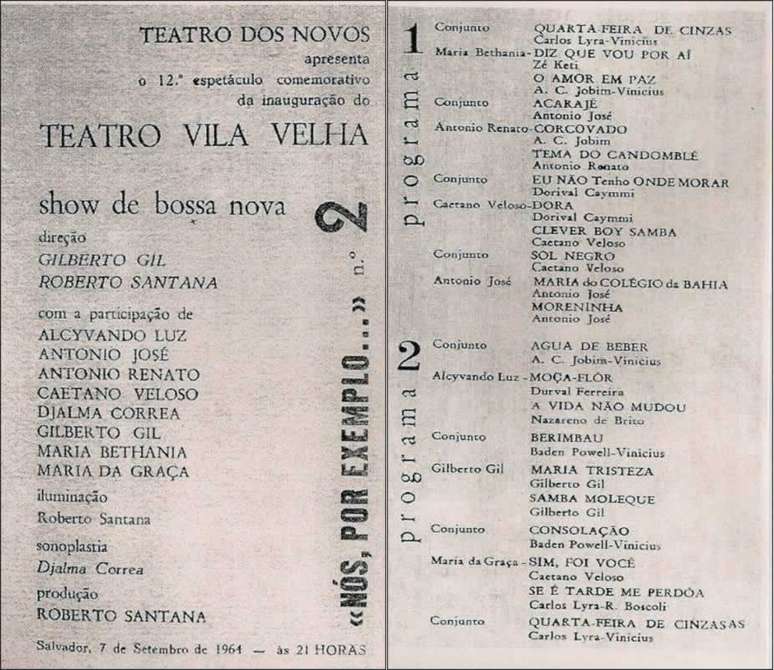 TEATRO DOS NOVOS
apresenta
o 12.º espetáculo comemorativo
da inauguração do
TEATRO VILA VELHA
show de bossa nova
direção
GILBERTO GIL
ROBERTO SANTANA
com a participação de
ALCYVANDO LUZ
ANTONIO JOSÉ
ANTONIO RENATO
CAETANO VELOSO
DJALMA CORREA
GILBERTO GIL
MARIA BETHANIA
MARIA DA GRAÇA
iluminação
Roberto Santana
sonoplastia
Djalma Correa
produção
ROBERTO SANTANA
Salvador, 7 de Setembro de 1964 — às 21 HORAS
«NÓS, POR EXEMPLO...» n.º 2
programa 1
Conjunto QUARTA-FEIRA DE CINZAS
Carlos Lyra-Vinicius
Maria Bethania-DIZ QUE VOU POR AÍ
Zé Keti
O AMOR EM PAZ
A. C. Jobim-Vinicius
Conjunto ACARAJÉ
Antonio José
Antonio Renato-CORCOVADO
A. C. Jobim
TEMA DO CANDOMBLÉ
Antonio Renato
Conjunto EU NÃO Tenho ONDE MORAR
Dorival Caymmi
Caetano Veloso-DORA
Dorival Caymmi
CLEVER BOY SAMBA
Caetano Veloso
Conjunto SOL NEGRO
Caetano Veloso
Antonio José MARIA do COLÉGIO da BAHIA
Antonio José
MORENINHA
Antonio José
programa 2
Conjunto AGUA DE BEBER
A. C. Jobim-Vinicius
Alcyvando Luz-MOÇA-FLÔR
Durval Ferreira
A VIDA NÃO MUDOU
Nazareno de Brito
Conjunto BERIMBAU
Baden Powell-Vinicius
Gilberto Gil MARIA TRISTEZA
Gilberto Gil
SAMBA MOLEQUE
Gilberto Gil
Conjunto CONSOLAÇÃO
Baden Powell-Vinicius
Maria da Graça-SIM, FOI VOCÊ
Caetano Veloso
SE É TARDE ME PERDÔA
Carlos Lyra-R. Boscoli
Conjunto QUARTA-FEIRA DE CINZASAS
Carlos Lyra-Vinicius